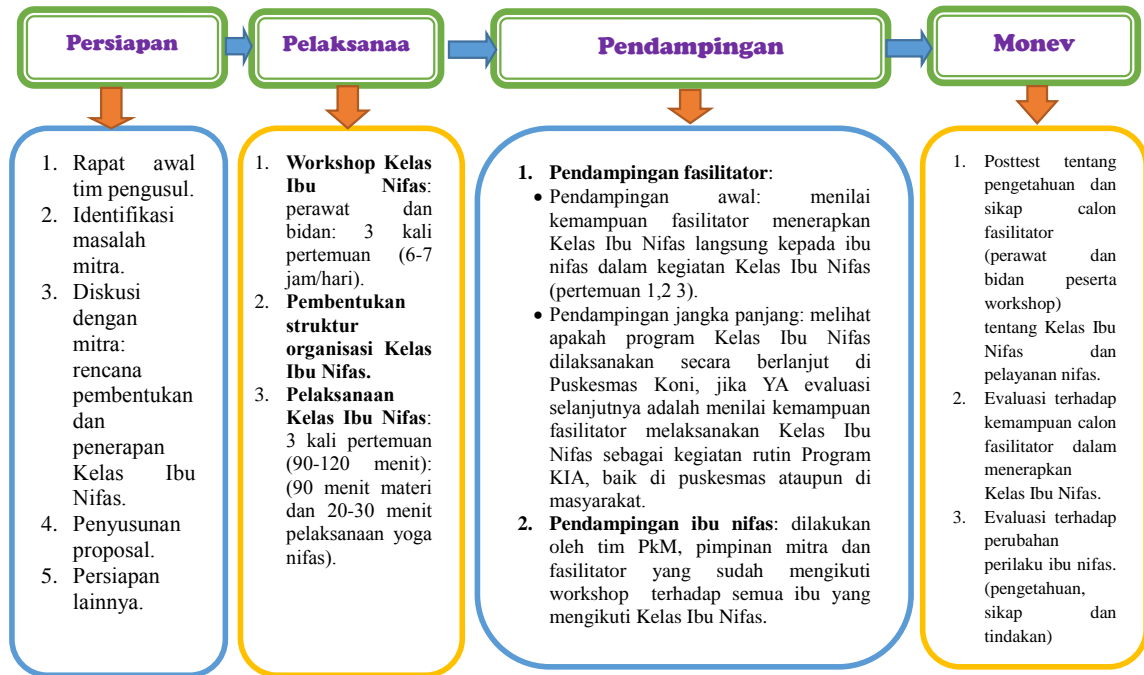 Persiapan
Pelaksanaa
Pendampingan
Monev
1. Rapat awal
tim pengusul.
2. Identifikasi
masalah
mitra.
3. Diskusi
dengan
mitra:
rencana
pembentukan
dan
penerapan
Kelas Ibu
Nifas.
4. Penyusunan
proposal.
5. Persiapan
lainnya.
1. Workshop Kelas
Ibu Nifas:
perawat dan
bidan: 3 kali
pertemuan (6-7
jam/hari).
2. Pembentukan
struktur
organisasi Kelas
Ibu Nifas.
3. Pelaksanaan
Kelas Ibu Nifas:
3 kali pertemuan
(90-120 menit):
(90 menit materi
dan 20-30 menit
pelaksanaan yoga
nifas).
1. Pendampingan fasilitator:
• Pendampingan awal: menilai
kemampuan fasilitator menerapkan
Kelas Ibu Nifas langsung kepada ibu
nifas dalam kegiatan Kelas Ibu Nifas
(pertemuan 1,2 3).
• Pendampingan jangka panjang: melihat
apakah program Kelas Ibu Nifas
dilaksanakan secara berlanjut di
Puskesmas Koni, jika YA evaluasi
selanjutnya adalah menilai kemampuan
fasilitator melaksanakan Kelas Ibu
Nifas sebagai kegiatan rutin Program
KIA, baik di puskesmas ataupun di
masyarakat.
2. Pendampingan ibu nifas: dilakukan
oleh tim PkM, pimpinan mitra dan
fasilitator yang sudah mengikuti
workshop terhadap semua ibu yang
mengikuti Kelas Ibu Nifas.
1. Posttest tentang
pengetahuan dan
sikap calon
fasilitator
(perawat dan
bidan peserta
workshop)
tentang Kelas Ibu
Nifas dan
pelayanan nifas.
2. Evaluasi terhadap
kemampuan calon
fasilitator dalam
menerapkan
Kelas Ibu Nifas.
3. Evaluasi terhadap
perubahan
perilaku ibu nifas.
(pengetahuan,
sikap dan
tindakan)